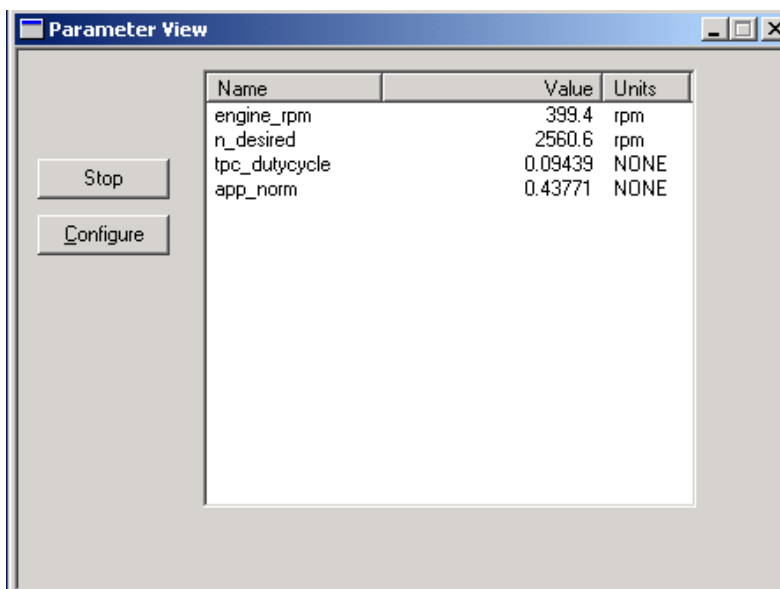 Parameter View
Name Value Units
engine_rpm 399.4 rpm
n_desired 2560.6 rpm
tpc_dutycycle 0.09439 NONE
app_norm 0.43771 NONE
Stop
Configure